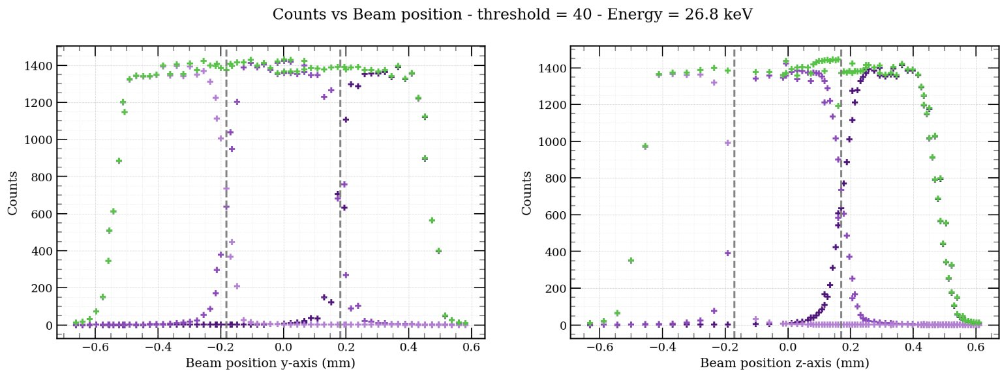 Counts vs Beam position - threshold = 40 - Energy = 26.8 keV
Counts
1400
1200
1000
800
600
400
200
0
−0.6 −0.4 −0.2 0.0 0.2 0.4 0.6
Beam position y-axis (mm)
Counts
1400
1200
1000
800
600
400
200
0
−0.6 −0.4 −0.2 0.0 0.2 0.4 0.6
Beam position z-axis (mm)